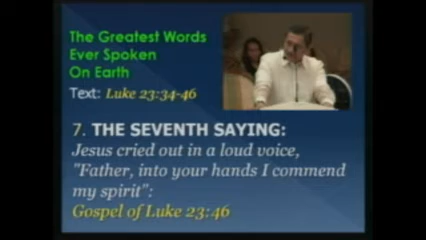 The Greatest Words
Ever Spoken
On Earth
Text: Luke 23:34-46
7. THE SEVENTH SAYING:
Jesus cried out in a loud voice,
"Father, into your hands I commend
my spirit":
Gospel of Luke 23:46